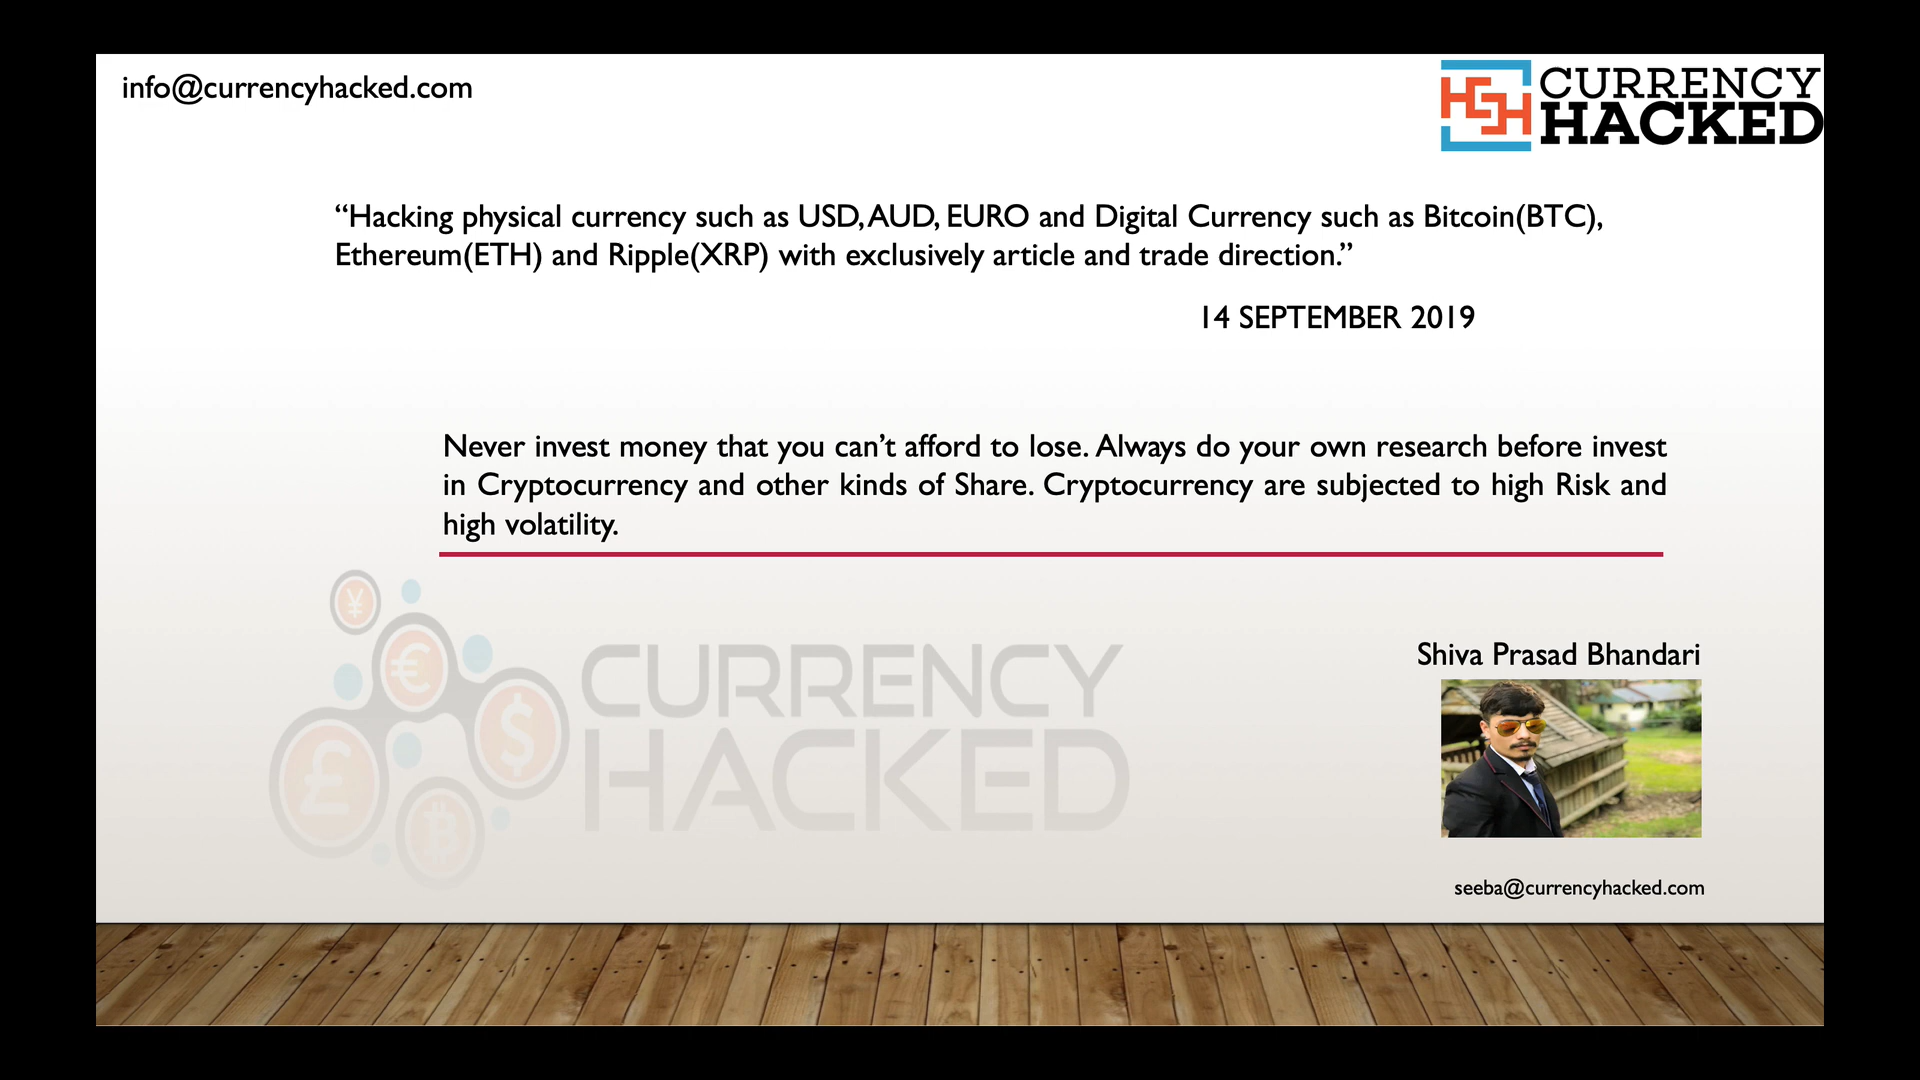 info@currencyhacked.com
CURRENCY
HACKED
“Hacking physical currency such as USD, AUD, EURO and Digital Currency such as Bitcoin(BTC),
Ethereum(ETH) and Ripple(XRP) with exclusively article and trade direction.”
14 SEPTEMBER 2019
Never invest money that you can’t afford to lose. Always do your own research before invest
in Cryptocurrency and other kinds of Share. Cryptocurrency are subjected to high Risk and
high volatility.
CURRENCY
HACKED
Shiva Prasad Bhandari
seeba@currencyhacked.com